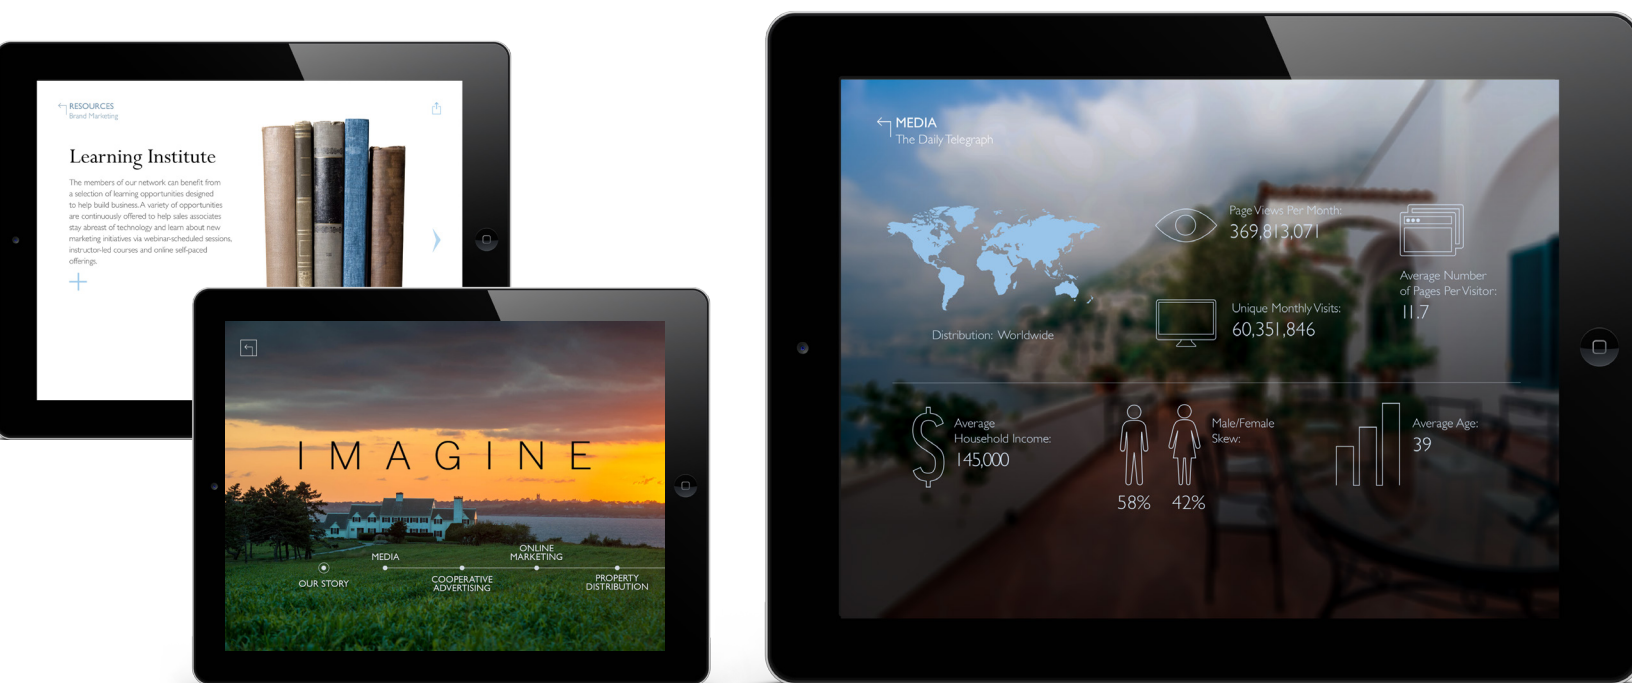 RESOURCES
Brand Marketing
Learning Institute
The members of our network can benefit from
a selection of learning opportunities designed
to help build business. A variety of opportunities
are continuously offered to help sales associates
stay abreast of technology and learn about new
marketing initiatives via webinar-scheduled sessions,
instructor-led courses and online self-paced
offerings.
IMAGINE
OUR STORY
MEDIA
COOPERATIVE
ADVERTISING
ONLINE
MARKETING
PROPERTY
DISTRIBUTION
MEDIA
The Daily Telegraph
Distribution: Worldwide
Page Views Per Month:
369,813,071
Unique Monthly Visits:
60,351,846
Average Number
of Pages Per Visitor:
11.7
Average
Household Income:
145,000
Male/Female
Skew:
58% 42%
Average Age:
39